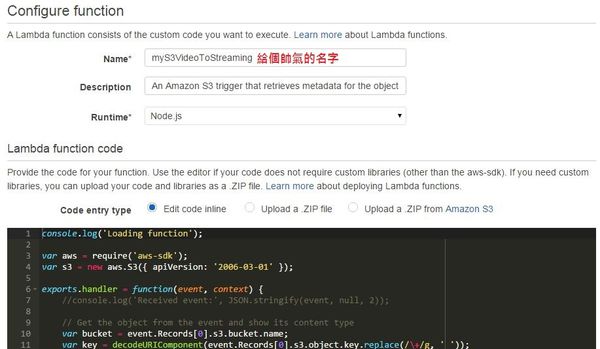 Configure function
A Lambda function consists of the custom code you want to execute. Learn more about Lambda functions.
Name* myS3VideoToStreaming 給個帥氣的名字
Description An Amazon S3 trigger that retrieves metadata for the object
Runtime* Node.js
Lambda function code
Provide the code for your function. Use the editor if your code does not require custom libraries (other than the aws-sdk). If you need custom
libraries, you can upload your code and libraries as a .ZIP file. Learn more about deploying Lambda functions.
Code entry type Edit code inline Upload a .ZIP file Upload a .ZIP from Amazon S3
1 console.log('Loading function');
2
3 var aws = require('aws-sdk');
4 var s3 = new aws.S3({ apiVersion: '2006-03-01' });
5
6 exports.handler = function(event, context) {
7 //console.log('Received event:', JSON.stringify(event, null, 2));
8
9 // Get the object from the event and show its content type
10 var bucket = event.Records[0].s3.bucket.name;
11 var key = decodeURIComponent(event.Records[0].s3.object.key.replace(/\+/g, ' '));